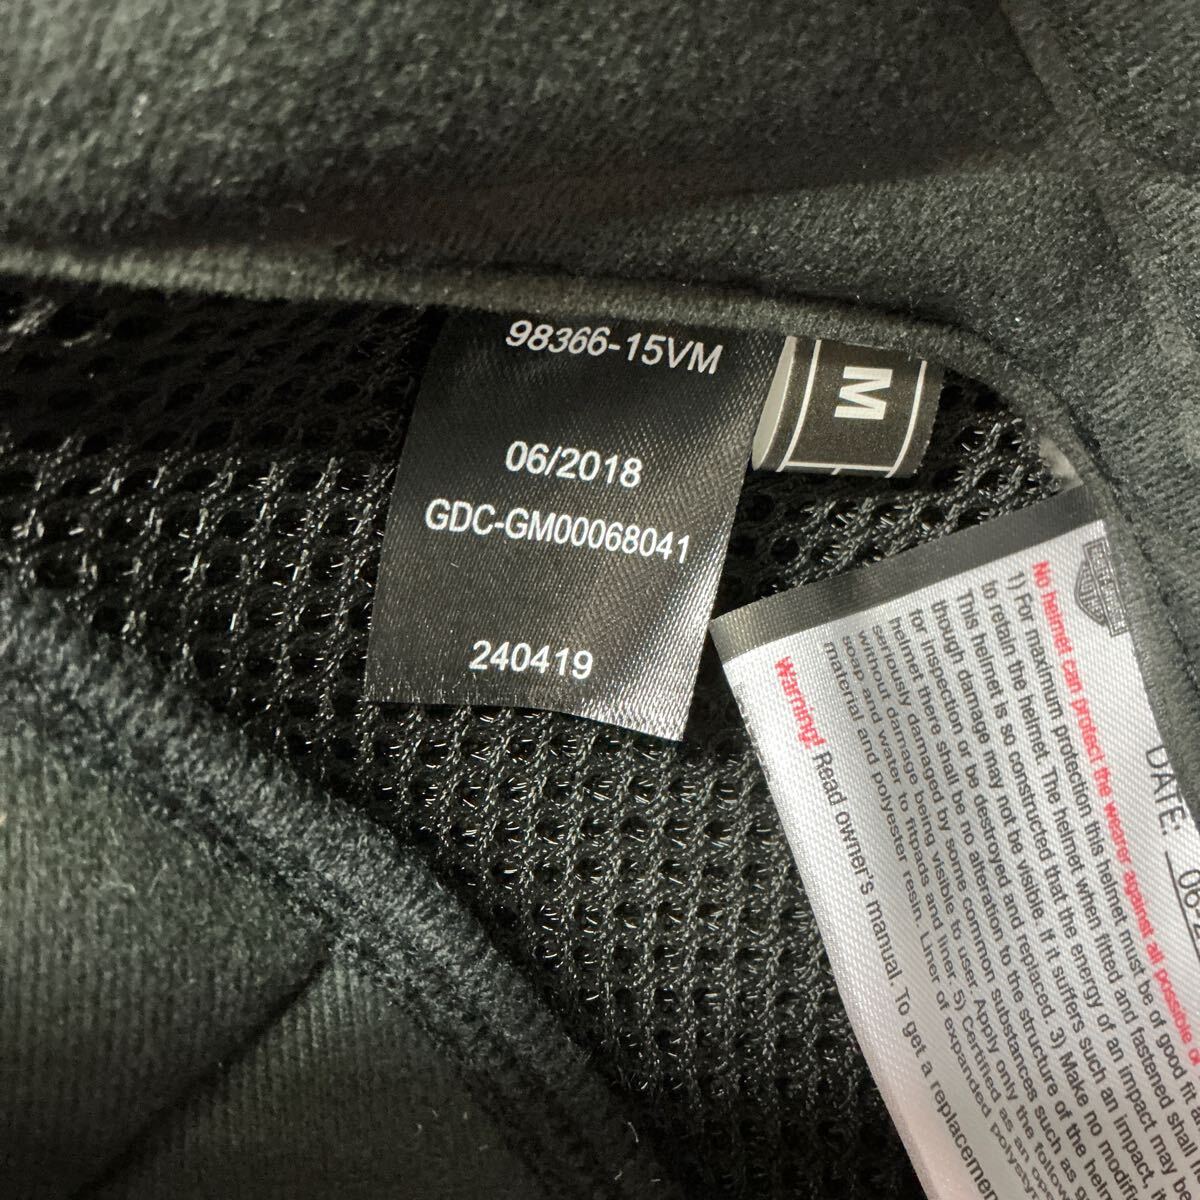 98366-15VM
M
06/2018
GDC-GM00068041
240419
No helmet can protect the wearer against all possible
1) For maximum protection this helmet must be of good fit
to retain the helmet. The helmet when fitted and fastened shall
This helmet is so constructed that the energy of an impact may be
though damage may not be visible. If it suffers such an impact,
for inspection or be destroyed and replaced. 3) Make no
helmet there shall be no alteration to the structure of the
seriously damaged by some common substances such as
without damage being visible to user. Apply only the
soap and water to fitpads and liner. 5) Certified as an
material and polyester resin. Liner of expanded
Warning! Read owner's manual. To get a replacement
DATE: 06